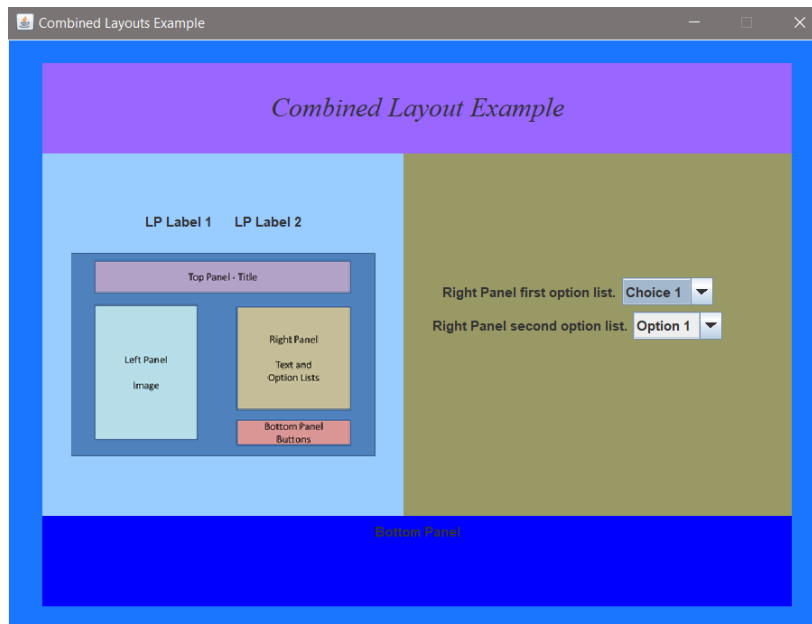 Combined Layouts Example
Combined Layout Example
LP Label 1 LP Label 2
Top Panel - Title
Left Panel
Image
Right Panel
Text and
Option Lists
Bottom Panel
Buttons
Right Panel first option list. Choice 1
Right Panel second option list. Option 1
Bottom Panel